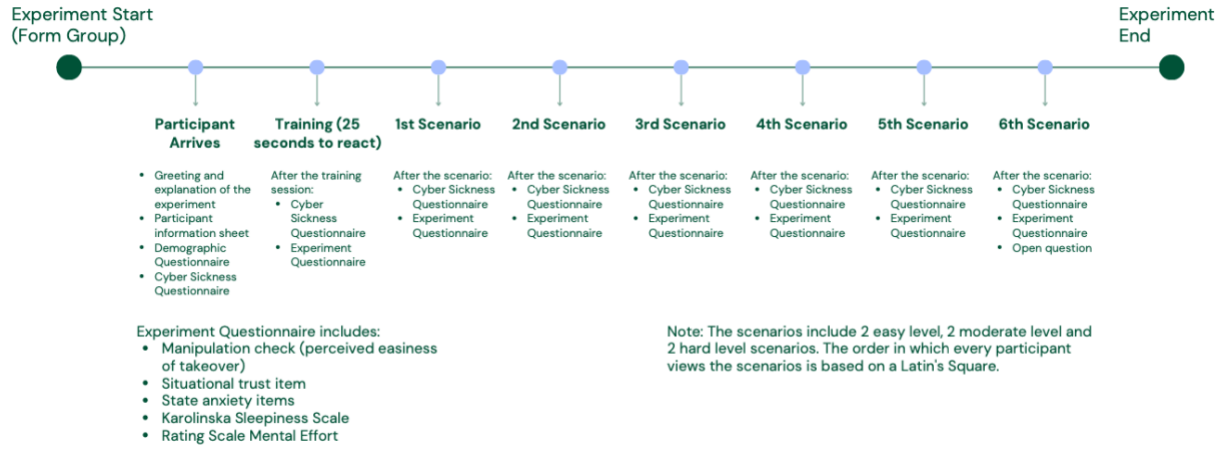 Experiment Start
(Form Group)
Experiment
End
Participant
Arrives
• Greeting and
explanation of the
experiment
• Participant
information sheet
• Demographic
Questionnaire
• Cyber Sickness
Questionnaire
Training (25
seconds to react)
After the training
session:
• Cyber
Sickness
Questionnaire
• Experiment
Questionnaire
1st Scenario
After the scenario:
• Cyber Sickness
Questionnaire
• Experiment
Questionnaire
2nd Scenario
After the scenario:
• Cyber Sickness
Questionnaire
• Experiment
Questionnaire
3rd Scenario
After the scenario:
• Cyber Sickness
Questionnaire
• Experiment
Questionnaire
4th Scenario
After the scenario:
• Cyber Sickness
Questionnaire
• Experiment
Questionnaire
5th Scenario
After the scenario:
• Cyber Sickness
Questionnaire
• Experiment
Questionnaire
6th Scenario
After the scenario:
• Cyber Sickness
Questionnaire
• Experiment
Questionnaire
• Open question
Experiment Questionnaire includes:
• Manipulation check (perceived easiness
of takeover)
• Situational trust item
• State anxiety items
• Karolinska Sleepiness Scale
• Rating Scale Mental Effort
Note: The scenarios include 2 easy level, 2 moderate level and
2 hard level scenarios. The order in which every participant
views the scenarios is based on a Latin's Square.